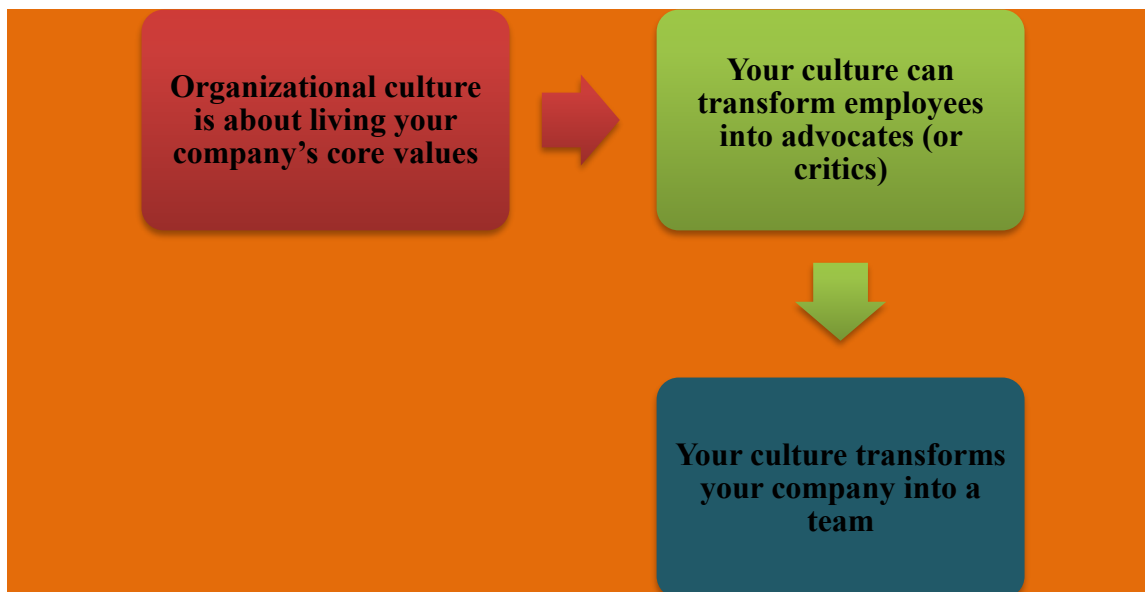 Organizational culture
is about living your
company’s core values
Your culture can
transform employees
into advocates (or
critics)
Your culture transforms
your company into a
team